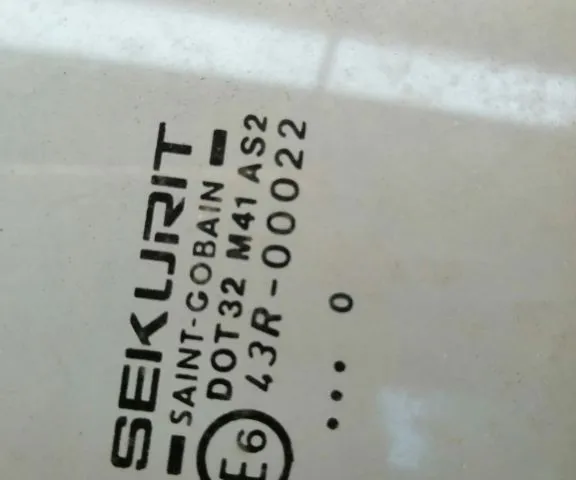 SEKURIT
SAINT-GOBAIN
DOT32 M41 AS2
E6 43R-00022
... 0